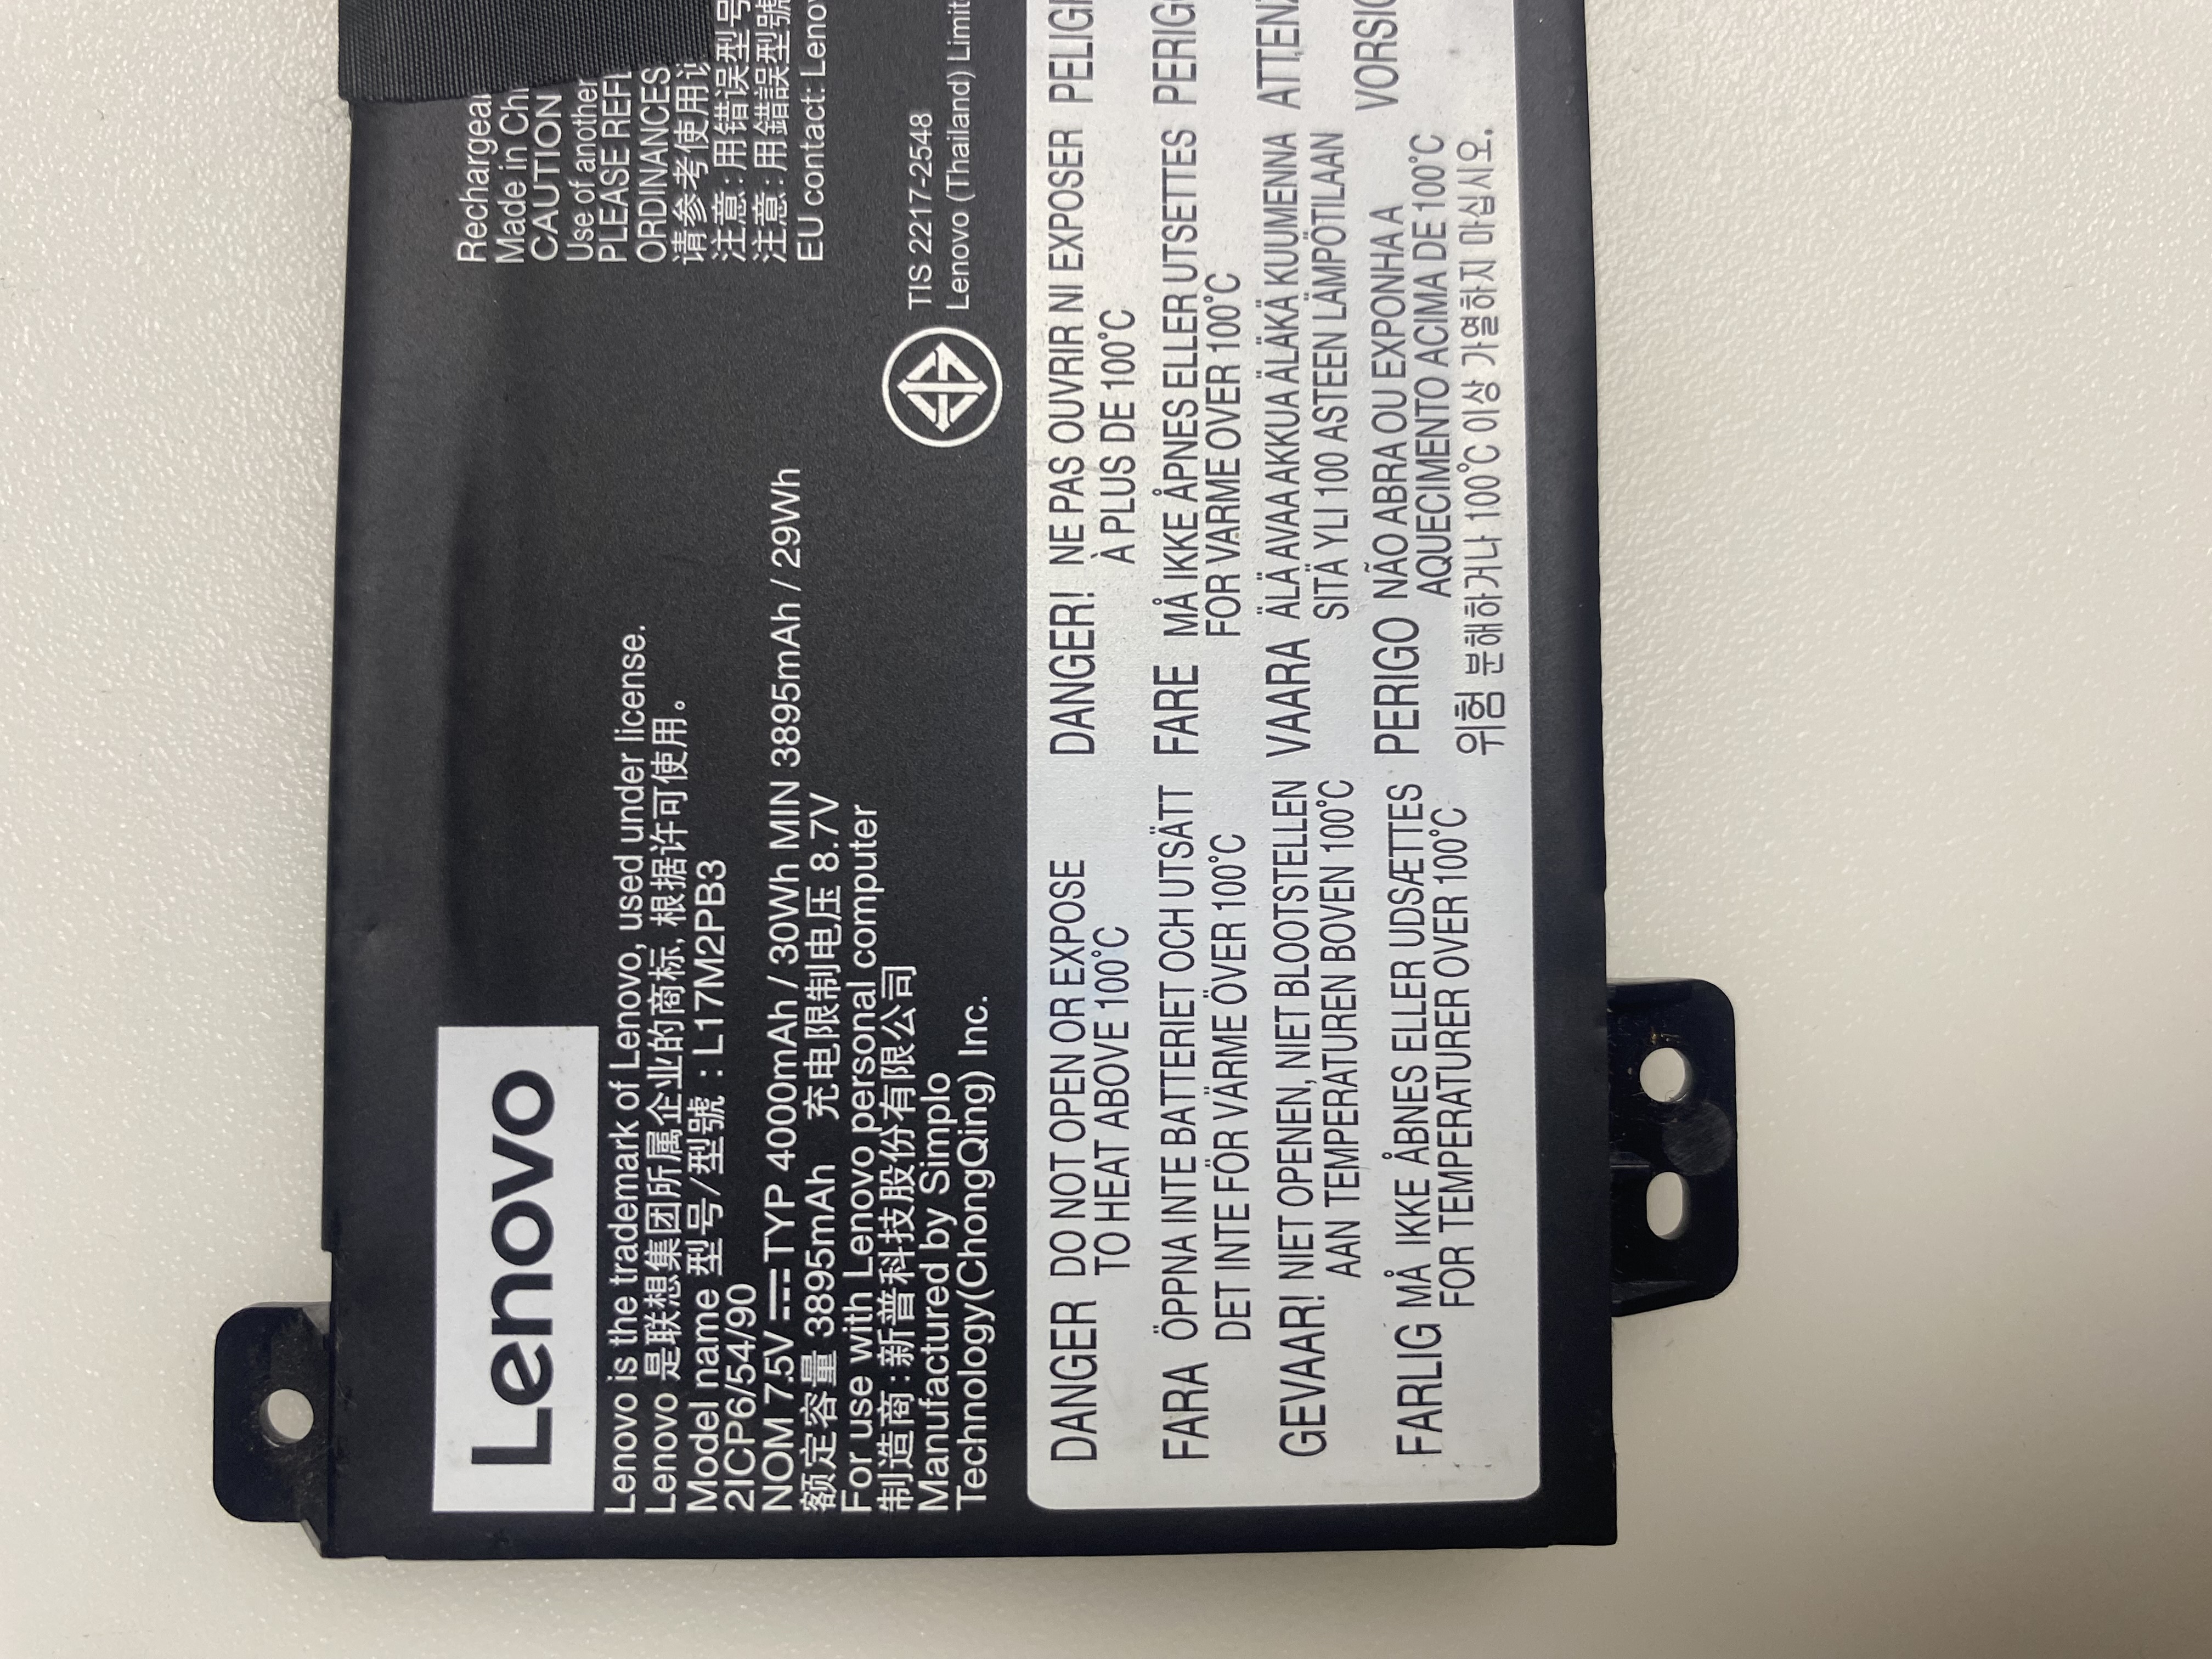 Lenovo
Lenovo is the trademark of Lenovo, used under license.
Lenovo 是联想集团所属企业的商标, 根据许可使用。
Model name 型号/型號 : L17M2PB3
2ICP6/54/90
NOM 7.5V ⎓ TYP 4000mAh / 30Wh MIN 3895mAh / 29Wh
额定容量 3895mAh 充电限制电压 8.7V
For use with Lenovo personal computer
制造商 : 新普科技股份有限公司
Manufactured by Simplo
Technology(ChongQing) Inc.
Made in
CAUTION
Use of another
PLEASE
ORDINANCES
请参考使用
注意: 用错误型号
注意: 用錯誤型號
EU contact:
TIS 2217-2548
Lenovo (Thailand)
DANGER DO NOT OPEN OR EXPOSE
TO HEAT ABOVE 100°C
FARA ÖPPNA INTE BATTERIET OCH UTSÄTT
DET INTE FÖR VÄRME ÖVER 100°C
GEVAAR! NIET OPENEN, NIET BLOOTSTELLEN
AAN TEMPERATUREN BOVEN 100°C
FARLIG MÅ IKKE ÅBNES ELLER UDSÆTTES
FOR TEMPERATURER OVER 100°C
DANGER! NE PAS OUVRIR NI EXPOSER
À PLUS DE 100°C
FARE MÅ IKKE ÅPNES ELLER UTSETTES
FOR VARME OVER 100°C
VAARA ÄLÄ AVAA AKKUA ÄLÄKÄ KUUMENNA
SITÄ YLI 100 ASTEEN LÄMPÖTILAAN
PERIGO NÃO ABRA OU EXPONHA A
AQUECIMENTO ACIMA DE 100°C
위험 분해하거나 100°C 이상 가열하지 마십시오.